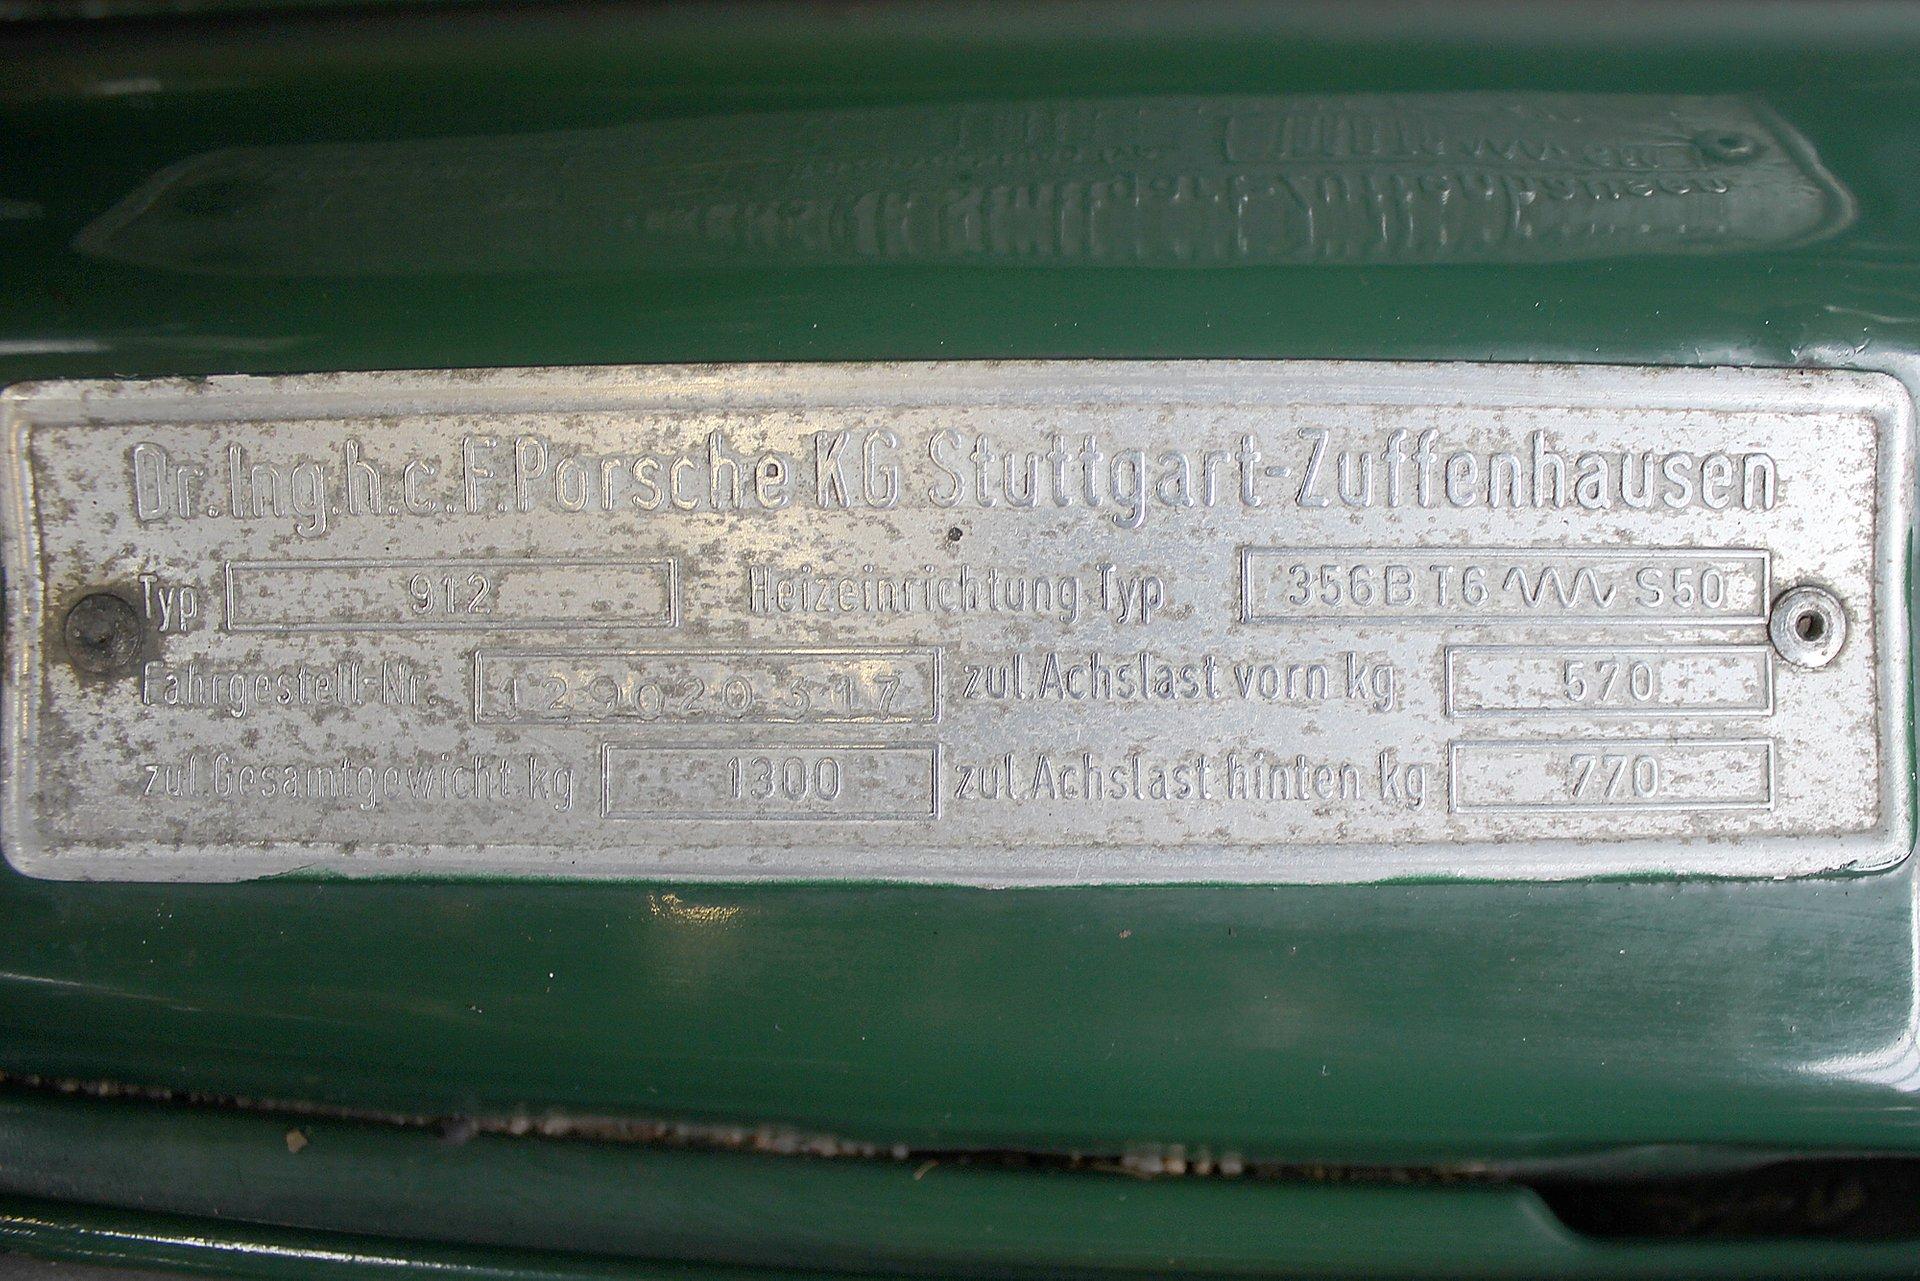 Dr.Ing.h.c.F.Porsche KG Stuttgart-Zuffenhausen
Typ 912 Heizeinrichtung Typ 356B T6 S50
Fahrgestell-Nr. 129020317 zul.Achslast vorn kg 570
zul.Gesamtgewicht kg 1300 zul.Achslast hinten kg 770